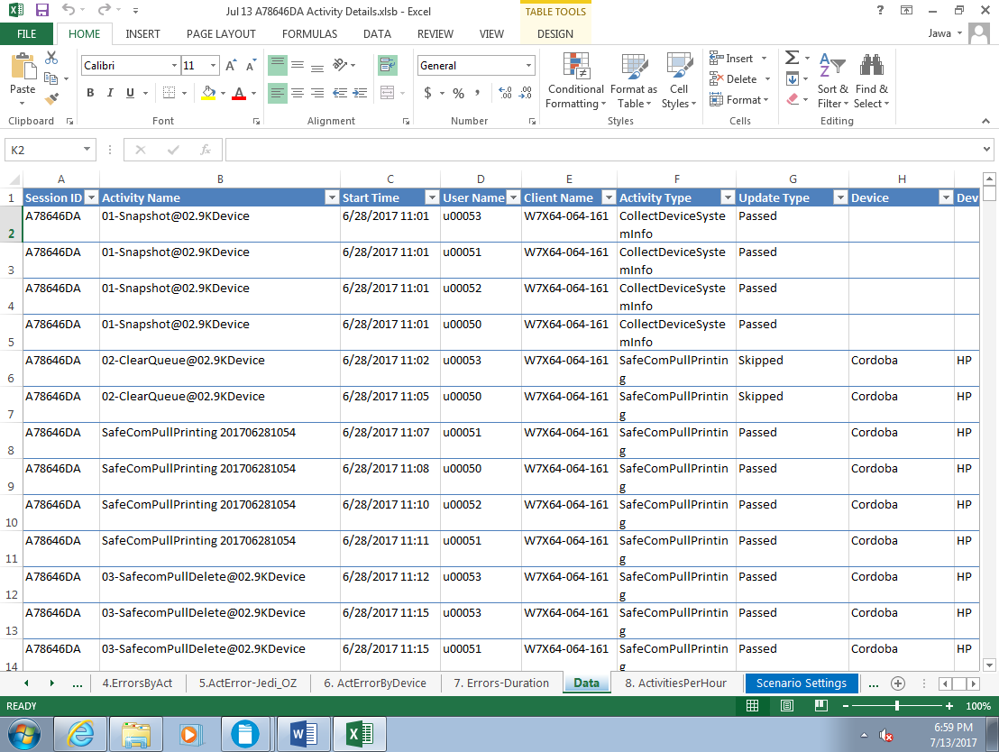 Jul 13 A78646DA Activity Details.xlsb - Excel
TABLE TOOLS
?
FILE HOME INSERT PAGE LAYOUT FORMULAS DATA REVIEW VIEW DESIGN Jawa
Paste
Calibri 11
B I U
General
$ % ,
Conditional Formatting
Format as Table
Cell Styles
Insert
Delete
Format
Sort & Filter
Find & Select
Clipboard Font Alignment Number Styles Cells Editing
K2 fx
A B C D E F G H
1 Session ID Activity Name Start Time User Name Client Name Activity Type Update Type Device Dev
2 A78646DA 01-Snapshot@02.9KDevice 6/28/2017 11:01 u00053 W7X64-064-161 CollectDeviceSystemInfo Passed
3 A78646DA 01-Snapshot@02.9KDevice 6/28/2017 11:01 u00051 W7X64-064-161 CollectDeviceSystemInfo Passed
4 A78646DA 01-Snapshot@02.9KDevice 6/28/2017 11:01 u00052 W7X64-064-161 CollectDeviceSystemInfo Passed
5 A78646DA 01-Snapshot@02.9KDevice 6/28/2017 11:01 u00050 W7X64-064-161 CollectDeviceSystemInfo Passed
6 A78646DA 02-ClearQueue@02.9KDevice 6/28/2017 11:02 u00053 W7X64-064-161 SafeComPullPrinting Skipped Cordoba HP
7 A78646DA 02-ClearQueue@02.9KDevice 6/28/2017 11:05 u00050 W7X64-064-161 SafeComPullPrinting Skipped Cordoba HP
8 A78646DA SafeComPullPrinting 201706281054 6/28/2017 11:07 u00051 W7X64-064-161 SafeComPullPrinting Passed Cordoba HP
9 A78646DA SafeComPullPrinting 201706281054 6/28/2017 11:08 u00050 W7X64-064-161 SafeComPullPrinting Passed Cordoba HP
10 A78646DA SafeComPullPrinting 201706281054 6/28/2017 11:10 u00052 W7X64-064-161 SafeComPullPrinting Passed Cordoba HP
11 A78646DA SafeComPullPrinting 201706281054 6/28/2017 11:11 u00051 W7X64-064-161 SafeComPullPrinting Passed Cordoba HP
12 A78646DA 03-SafecomPullDelete@02.9KDevice 6/28/2017 11:12 u00053 W7X64-064-161 SafeComPullPrinting Passed Cordoba HP
13 A78646DA 03-SafecomPullDelete@02.9KDevice 6/28/2017 11:15 u00053 W7X64-064-161 SafeComPullPrinting Passed Cordoba HP
14 A78646DA 03-SafecomPullDelete@02.9KDevice 6/28/2017 11:15 u00051 W7X64-064-161 SafeComPullPrinting Passed Cordoba HP
... 4.ErrorsByAct 5.ActError-Jedi_OZ 6. ActErrorByDevice 7. Errors-Duration Data 8. ActivitiesPerHour Scenario Settings ...
READY 100%
6:59 PM
7/13/2017